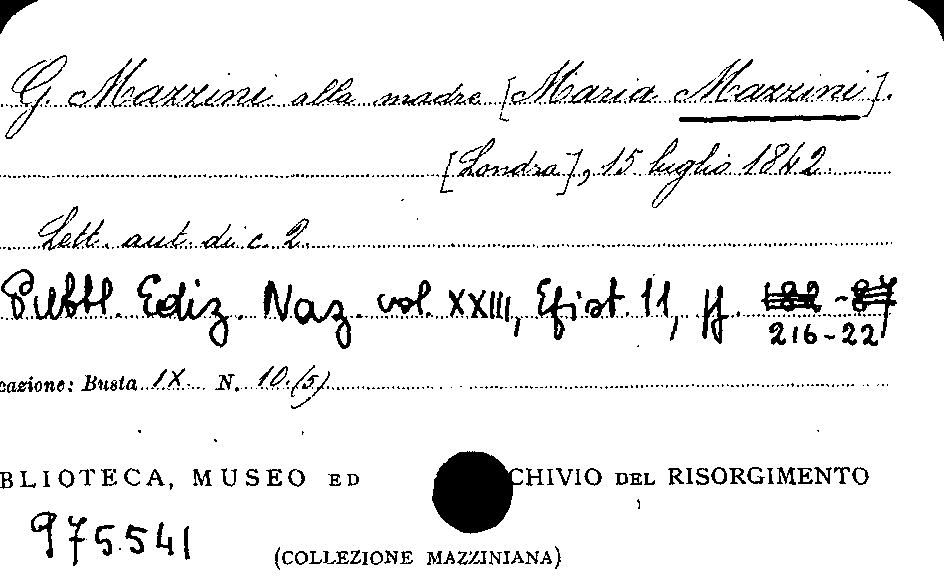 G. Mazzini alla madre [Maria Mazzini].
[Londra], 15 luglio 1842.
Lett. aut. di c. 2.
Pubbl. Ediz. Naz. vol. XXIII, Epist. 11, pp. 182-87
216-22
cazione: Busta IX N. 10.(5)
BLIOTECA, MUSEO ED CHIVIO DEL RISORGIMENTO
975541
(COLLEZIONE MAZZINIANA)